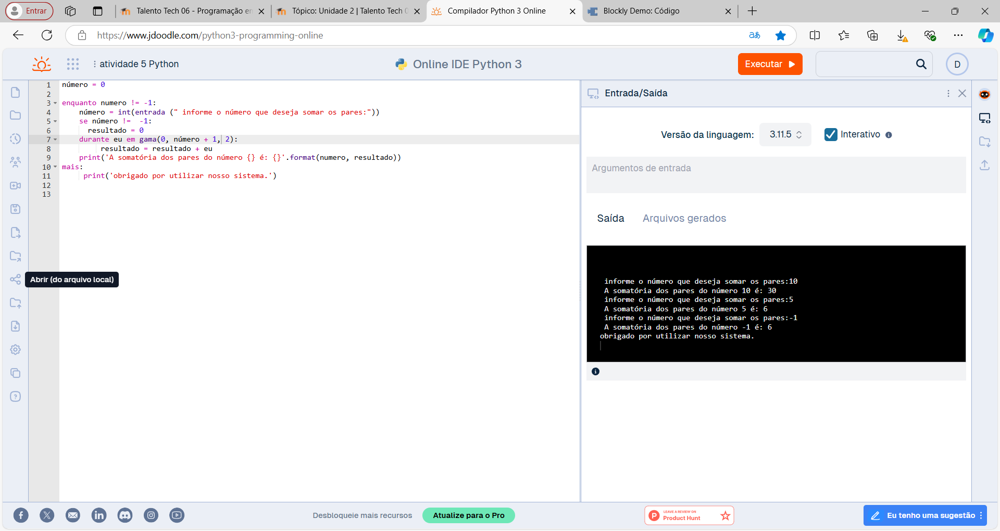 Entrar
Talento Tech 06 - Programação en
Tópico: Unidade 2 | Talento Tech 0
Compilador Python 3 Online
Blockly Demo: Código
https://www.jdoodle.com/python3-programming-online
aあ
atividade 5 Python
Online IDE Python 3
Executar
D
1 número = 0
2
3 enquanto numero != -1:
4 número = int(entrada (" informe o número que deseja somar os pares:"))
5 se número !=  -1:
6 resultado = 0
7 durante eu em gama(0, número + 1, 2):
8 resultado = resultado + eu
9 print('A somatória dos pares do número {} é: {}'.format(numero, resultado))
10 mais:
11 print('obrigado por utilizar nosso sistema.')
12
13
Abrir (do arquivo local)
Entrada/Saída
Versão da linguagem: 3.11.5 Interativo
Argumentos de entrada
Saída Arquivos gerados
informe o número que deseja somar os pares:10
A somatória dos pares do número 10 é: 30
informe o número que deseja somar os pares:5
A somatória dos pares do número 5 é: 6
informe o número que deseja somar os pares:-1
A somatória dos pares do número -1 é: 6
obrigado por utilizar nosso sistema.
Desbloqueie mais recursos
Atualize para o Pro
LEAVE A REVIEW ON
Product Hunt
Eu tenho uma sugestão